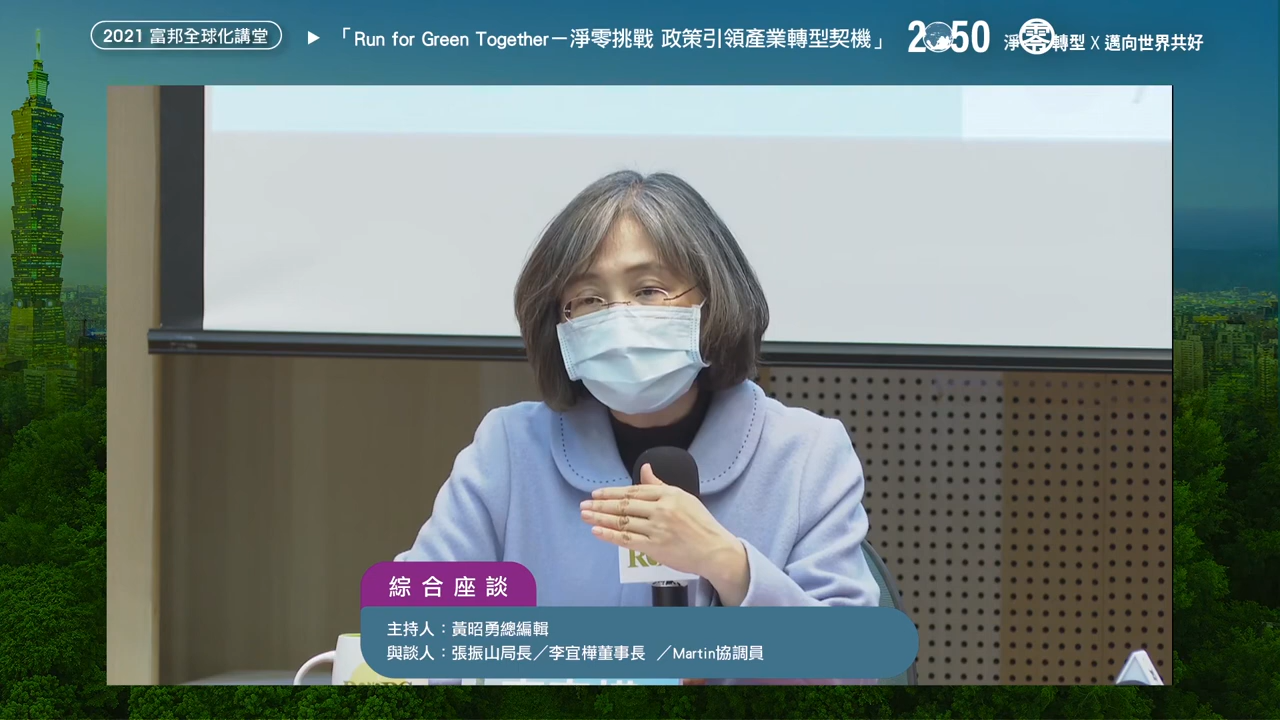 2021 富邦全球化講堂
「Run for Green Together－淨零挑戰 政策引領產業轉型契機」
2050 淨零轉型 X 邁向世界共好
綜合座談
主持人：黃昭勇總編輯
與談人：張振山局長／李宜樺董事長 ／Martin協調員